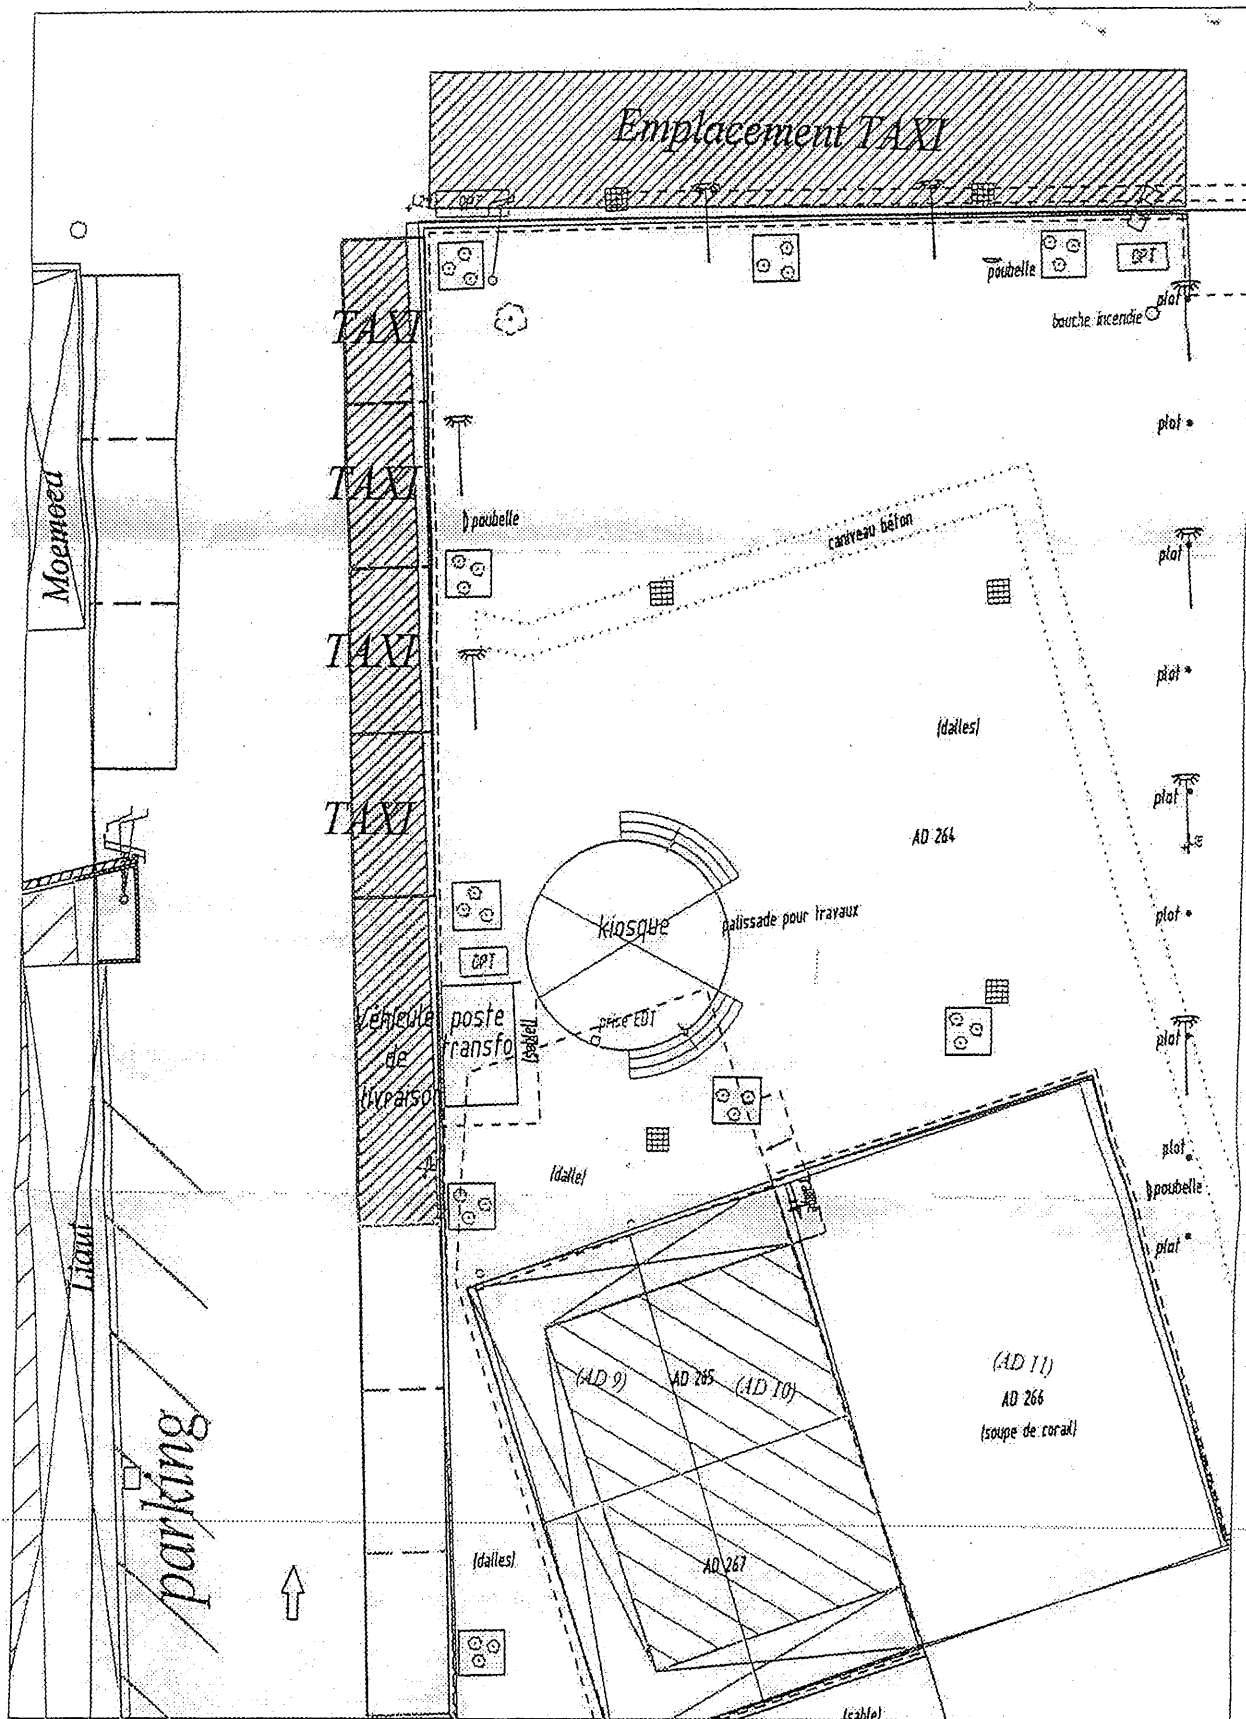 Emplacement TAXI
OPT
poubelle
OPT
plot
TAXI
bouche incendie
plot
Moemoed
TAXI
poubelle
caniveau béton
plot
TAXI
plot
(dalles)
plot
TAXI
AD 264
kiosque
palissade pour travaux
plot
OPT
Véhicule
de
livraison
poste
transfo
(sable)
prise EDT
plot
(dalle)
plot
poubelle
plot
Liaut
(AD 9)
AD 265
(AD 10)
(AD 11)
AD 266
(soupe de corail)
parking
(dalles)
AD 267
(sable)